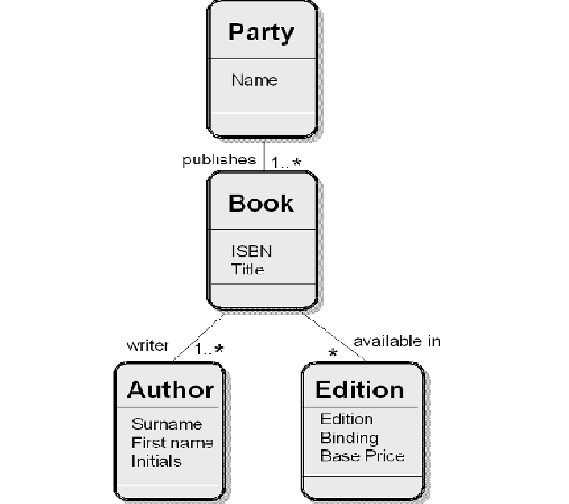 Party
Name
publishes 1..*
Book
ISBN
Title
writer 1..*
* available in
Author
Surname
First name
Initials
Edition
Edition
Binding
Base Price